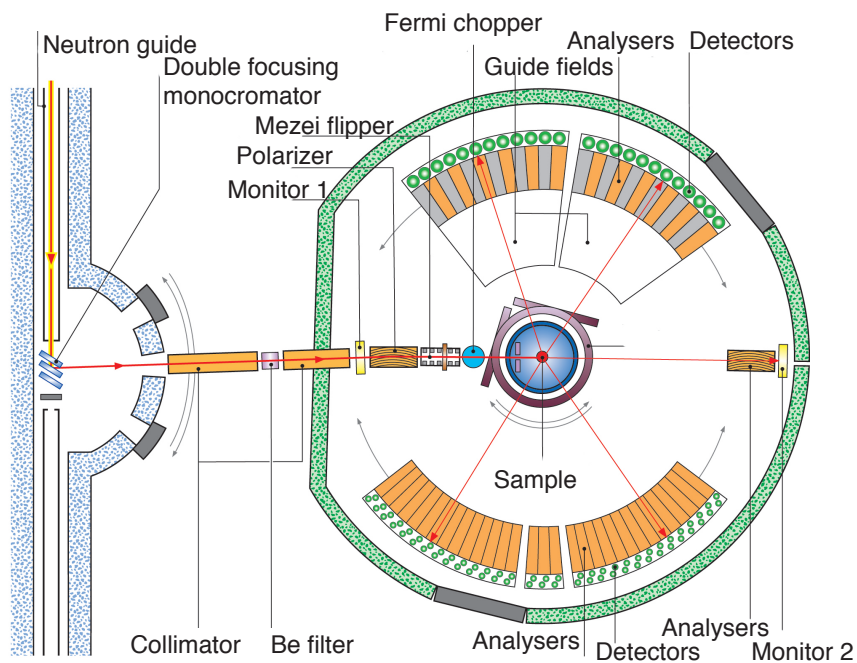 Fermi chopper
Neutron guide
Analysers
Detectors
Double focusing
monocromator
Guide fields
Mezei flipper
Polarizer
Monitor 1
Sample
Collimator
Be filter
Analysers
Detectors
Analysers
Monitor 2